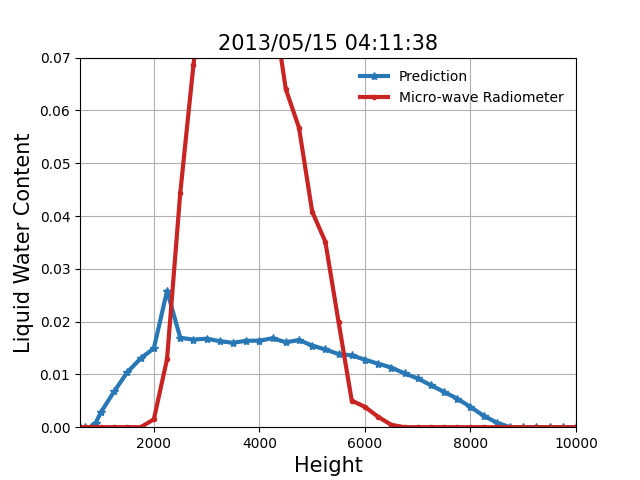 2013/05/15 04:11:38
0.07
0.06
0.05
0.04
0.03
0.02
0.01
0.00
Liquid Water Content
Prediction
Micro-wave Radiometer
2000 4000 6000 8000 10000
Height